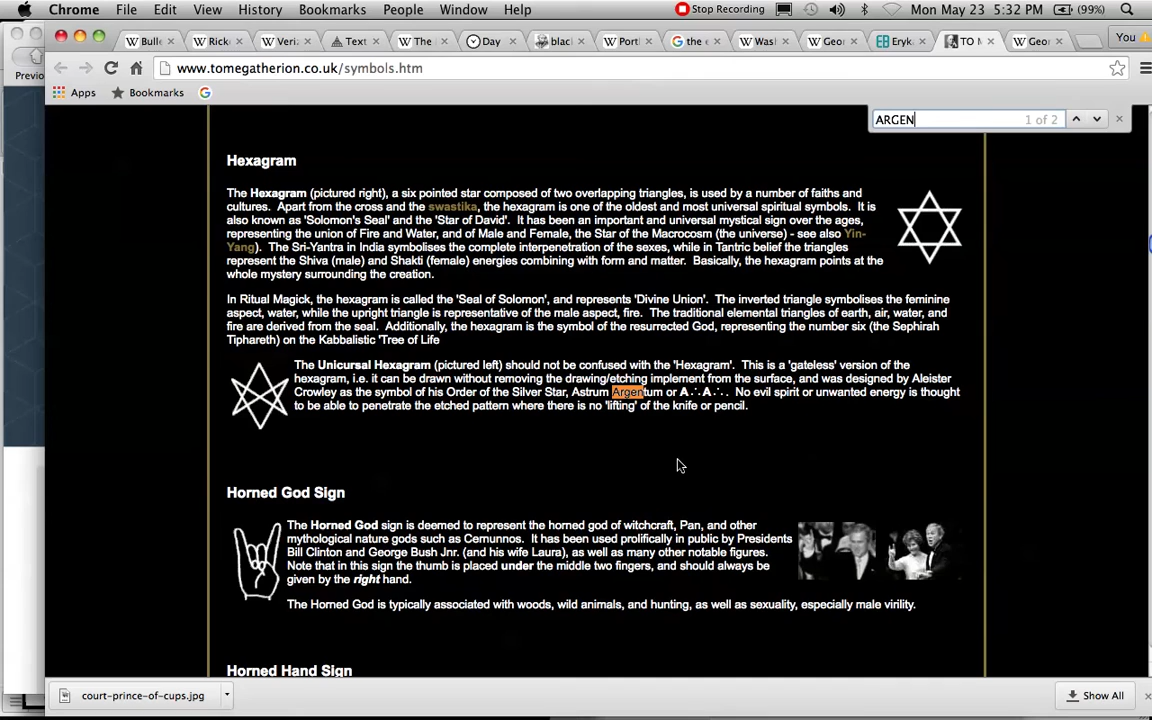 Chrome File Edit View History Bookmarks People Window Help Stop Recording Mon May 23 5:32 PM (99%)
Bulle Rick Veri: Text The Day blac Portl the e Wasl Geor Eryk TO M Geor You
Previo
www.tomegatherion.co.uk/symbols.htm
Apps Bookmarks
ARGEN 1 of 2
Hexagram
The Hexagram (pictured right), a six pointed star composed of two overlapping triangles, is used by a number of faiths and
cultures. Apart from the cross and the swastika, the hexagram is one of the oldest and most universal spiritual symbols. It is
also known as 'Solomon's Seal' and the 'Star of David'. It has been an important and universal mystical sign over the ages,
representing the union of Fire and Water, and of Male and Female, the Star of the Macrocosm (the universe) - see also Yin-
Yang). The Sri-Yantra in India symbolises the complete interpenetration of the sexes, while in Tantric belief the triangles
represent the Shiva (male) and Shakti (female) energies combining with form and matter. Basically, the hexagram points at the
whole mystery surrounding the creation.
In Ritual Magick, the hexagram is called the 'Seal of Solomon', and represents 'Divine Union'. The inverted triangle symbolises the feminine
aspect, water, while the upright triangle is representative of the male aspect, fire. The traditional elemental triangles of earth, air, water, and
fire are derived from the seal. Additionally, the hexagram is the symbol of the resurrected God, representing the number six (the Sephirah
Tiphareth) on the Kabbalistic 'Tree of Life
The Unicursal Hexagram (pictured left) should not be confused with the 'Hexagram'. This is a 'gateless' version of the
hexagram, i.e. it can be drawn without removing the drawing/etching implement from the surface, and was designed by Aleister
Crowley as the symbol of his Order of the Silver Star, Astrum Argentum or A∴A∴. No evil spirit or unwanted energy is thought
to be able to penetrate the etched pattern where there is no 'lifting' of the knife or pencil.
Horned God Sign
The Horned God sign is deemed to represent the horned god of witchcraft, Pan, and other
mythological nature gods such as Cernunnos. It has been used prolifically in public by Presidents
Bill Clinton and George Bush Jnr. (and his wife Laura), as well as many other notable figures.
Note that in this sign the thumb is placed under the middle two fingers, and should always be
given by the right hand.
The Horned God is typically associated with woods, wild animals, and hunting, as well as sexuality, especially male virility.
Horned Hand Sign
court-prince-of-cups.jpg Show All